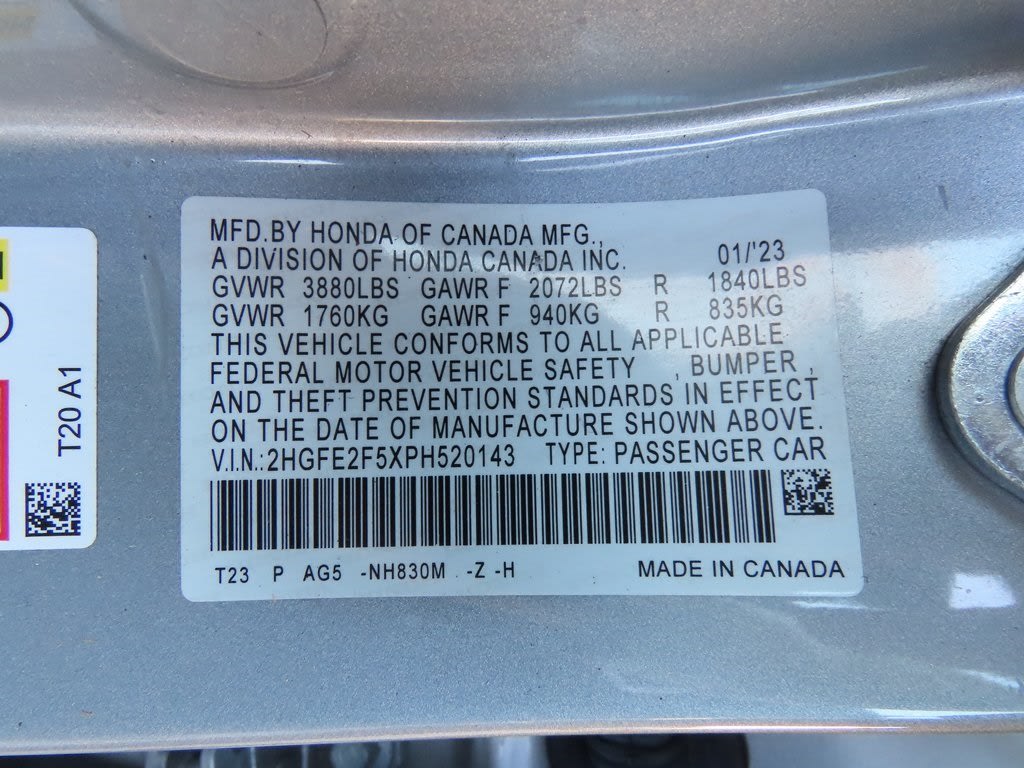 MFD.BY HONDA OF CANADA MFG.,
A DIVISION OF HONDA CANADA INC. 01/'23
GVWR 3880LBS GAWR F 2072LBS R 1840LBS
GVWR 1760KG GAWR F 940KG R 835KG
THIS VEHICLE CONFORMS TO ALL APPLICABLE
FEDERAL MOTOR VEHICLE SAFETY , BUMPER ,
AND THEFT PREVENTION STANDARDS IN EFFECT
ON THE DATE OF MANUFACTURE SHOWN ABOVE.
V.I.N.:2HGFE2F5XPH520143 TYPE: PASSENGER CAR
T23 P AG5 -NH830M -Z -H MADE IN CANADA
T20 A1